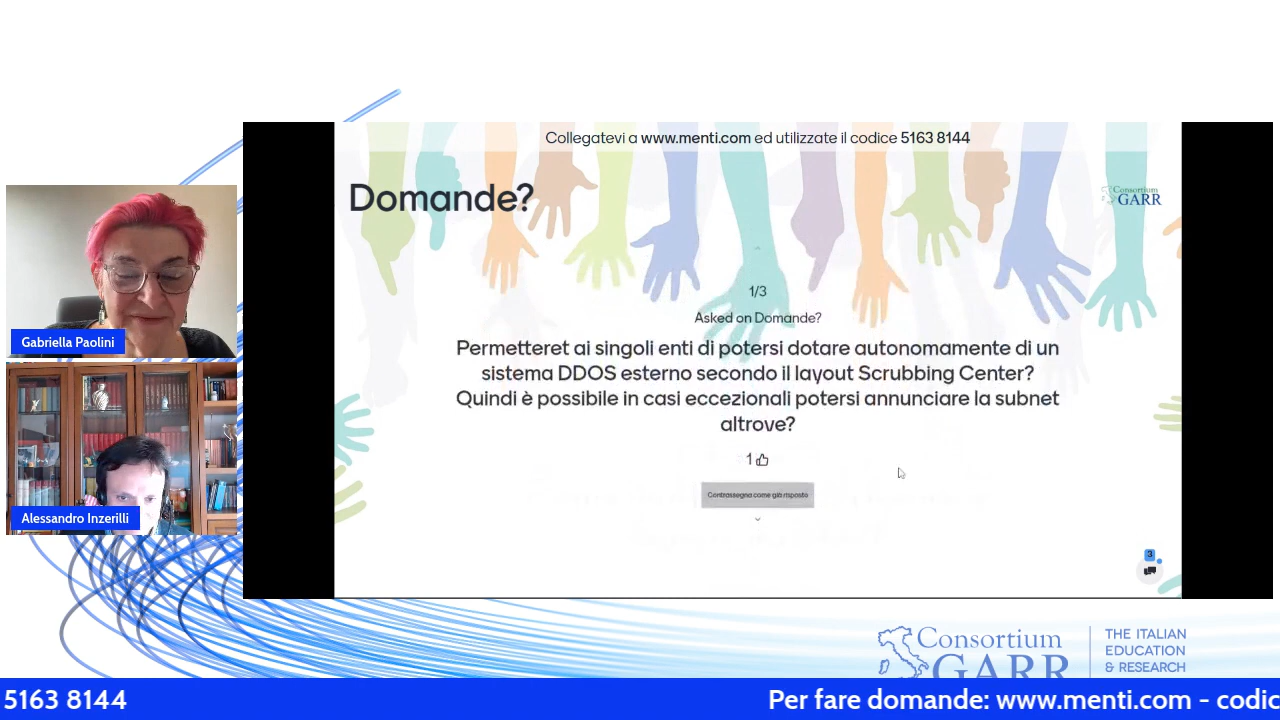 Collegatevi a www.menti.com ed utilizzate il codice 5163 8144
Domande?
Consortium
GARR
1/3
Asked on Domande?
Permetteret ai singoli enti di potersi dotare autonomamente di un
sistema DDOS esterno secondo il layout Scrubbing Center?
Quindi è possibile in casi eccezionali potersi annunciare la subnet
altrove?
1
Contrassegna come già risposto
3
Gabriella Paolini
Alessandro Inzerilli
Consortium
GARR
THE ITALIAN
EDUCATION
& RESEARCH
5163 8144
Per fare domande: www.menti.com - codic